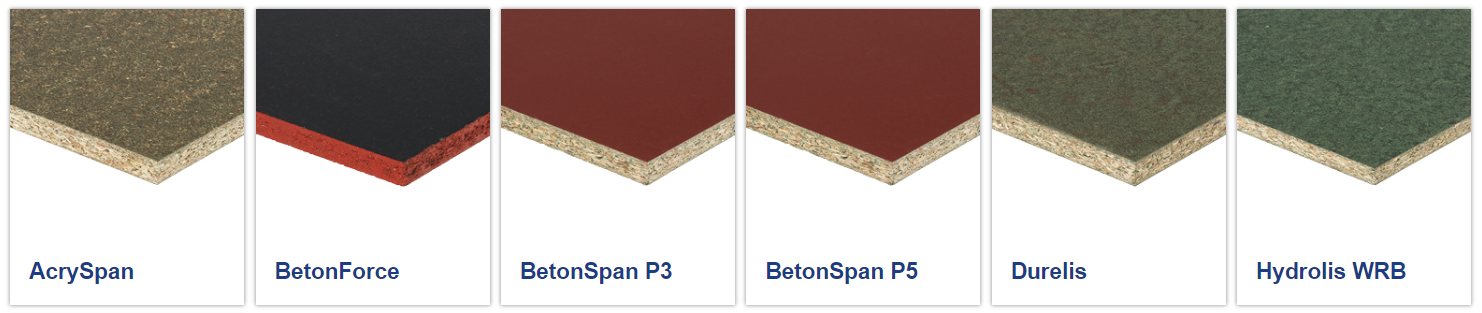 AcrySpan
BetonForce
BetonSpan P3
BetonSpan P5
Durelis
Hydrolis WRB